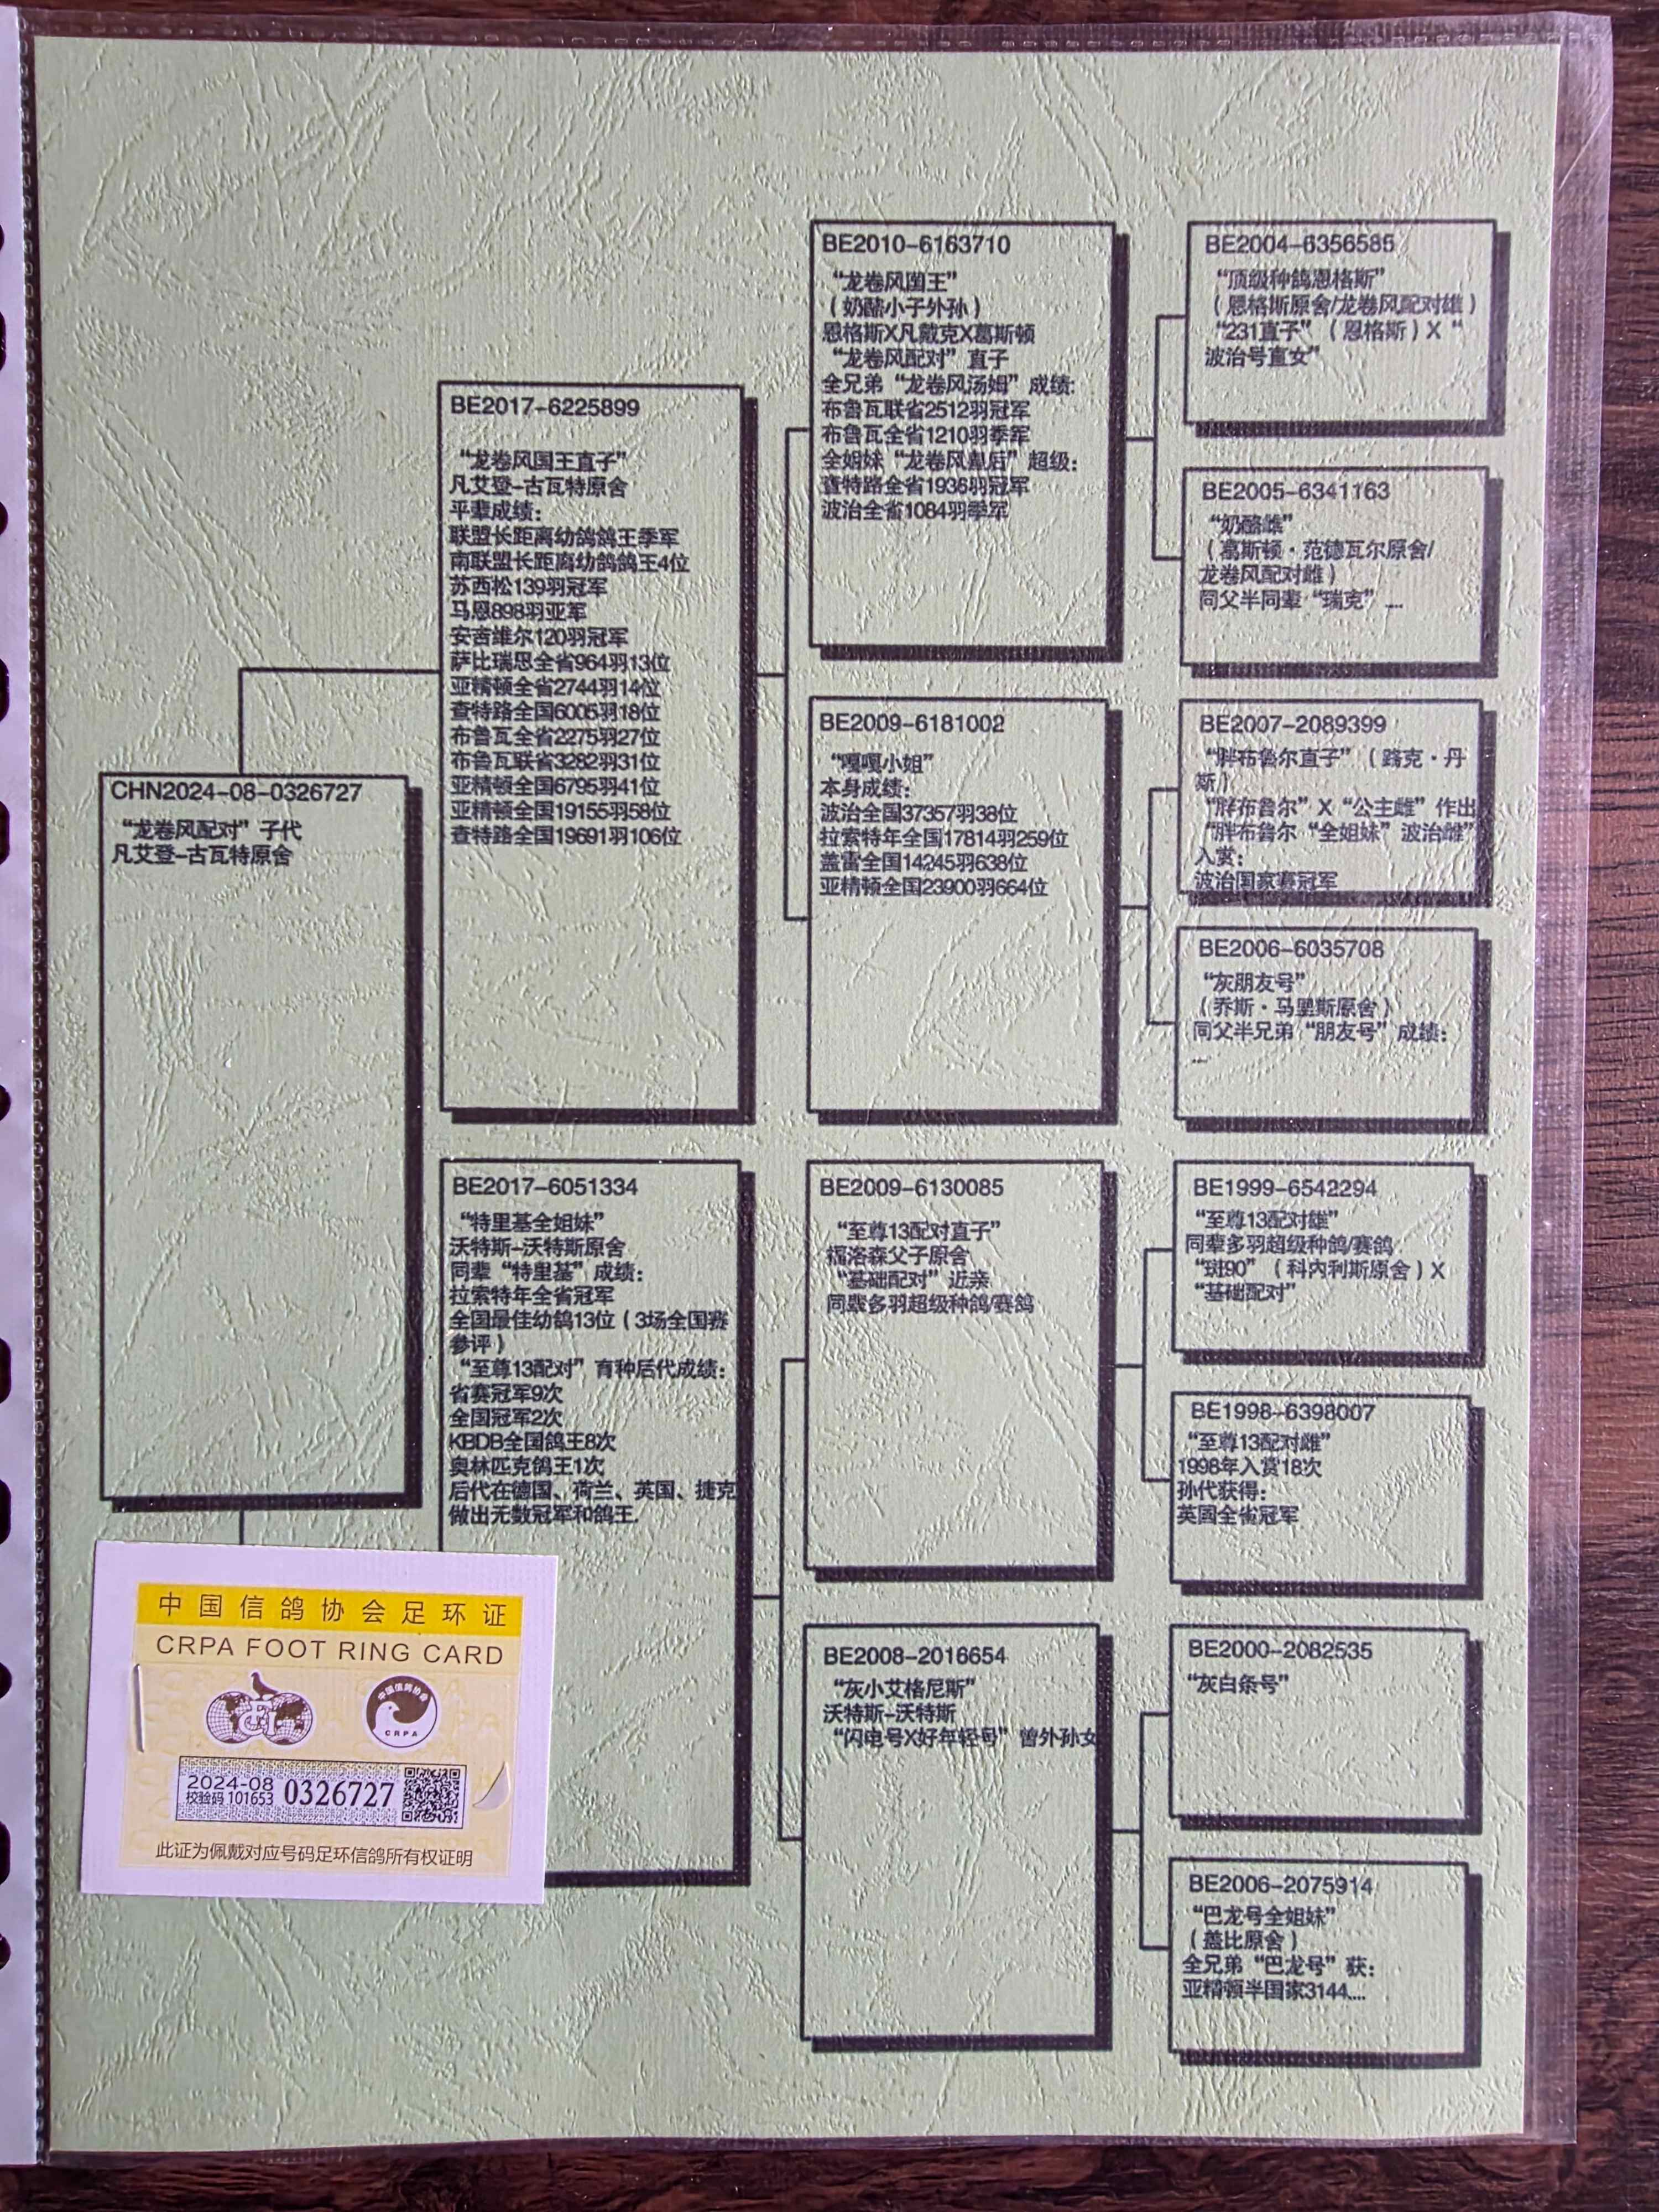 CHN2024-08-0326727
“龙卷风配对”子代
凡艾登-古瓦特原舍
BE2017-6225899
“龙卷风国王直子”
凡艾登-古瓦特原舍
平辈成绩：
联盟长距离幼鸽鸽王季军
南联盟长距离幼鸽鸽王4位
苏西松139羽冠军
马恩898羽亚军
安吉维尔120羽冠军
萨比瑞恩全省964羽13位
亚精顿全省2744羽14位
查特路全国6005羽18位
布鲁瓦全省2275羽27位
布鲁瓦联省3282羽31位
亚精顿全国6795羽41位
亚精顿全国19155羽58位
查特路全国19691羽106位
BE2017-6051334
“特里基全姐妹”
沃特斯-沃特斯原舍
同辈“特里基”成绩：
拉索特年全省冠军
全国最佳幼鸽13位（3场全国赛
参评）
“至尊13配对”育种后代成绩：
省赛冠军9次
全国冠军2次
KBDB全国鸽王8次
奥林匹克鸽王1次
后代在德国、荷兰、英国、捷克
做出无数冠军和鸽王.
BE2010-6163710
“龙卷风国王”
（奶酪小子外孙）
恩格斯X凡戴克X葛斯顿
“龙卷风配对”直子
全兄弟“龙卷风汤姆”成绩:
布鲁瓦联省2512羽冠军
布鲁瓦全省1210羽季军
全姐妹“龙卷风皇后”超级：
查特路全省1936羽冠军
波治全省1084羽季军
BE2009-6181002
“嘎嘎小姐”
本身成绩：
波治全国37357羽38位
拉索特年全国17814羽259位
盖雷全国14245羽638位
亚精顿全国23900羽664位
BE2009-6130085
“至尊13配对直子”
福洛森父子原舍
“基础配对”近亲
同辈多羽超级种鸽/赛鸽
BE2008-2016654
“灰小艾格尼斯”
沃特斯-沃特斯
“闪电号X好年轻号”曾外孙女
BE2004-6356585
“顶级种鸽恩格斯”
（恩格斯原舍/龙卷风配对雄）
“231直子”（恩格斯）X“
波治号直女”
BE2005-6341163
“奶酪雌”
（葛斯顿·范德瓦尔原舍/
龙卷风配对雌）
同父半同辈“瑞克”...
BE2007-2089399
“胖布鲁尔直子”（路克·丹
斯）
“胖布鲁尔”X“公主雌”作出
“胖布鲁尔“全姐妹”波治雌”
入赏：
波治国家赛冠军
BE2006-6035708
“灰朋友号”
（乔斯·马里斯原舍）
同父半兄弟“朋友号”成绩：
...
BE1999-6542294
“至尊13配对雄”
同辈多羽超级种鸽/赛鸽
“斑90”（科内利斯原舍）X
“基础配对”
BE1998-6398007
“至尊13配对雌”
1998年入赏18次
孙代获得：
英国全省冠军
BE2000-2082535
“灰白条号”
BE2006-2075914
“巴龙号全姐妹”
（盖比原舍）
全兄弟“巴龙号”获：
亚精顿半国家3144....
中国信鸽协会足环证
CRPA FOOT RING CARD
FCI
中国信鸽协会
CRPA
2024-08
校验码 101653
0326727
此证为佩戴对应号码足环信鸽所有权证明